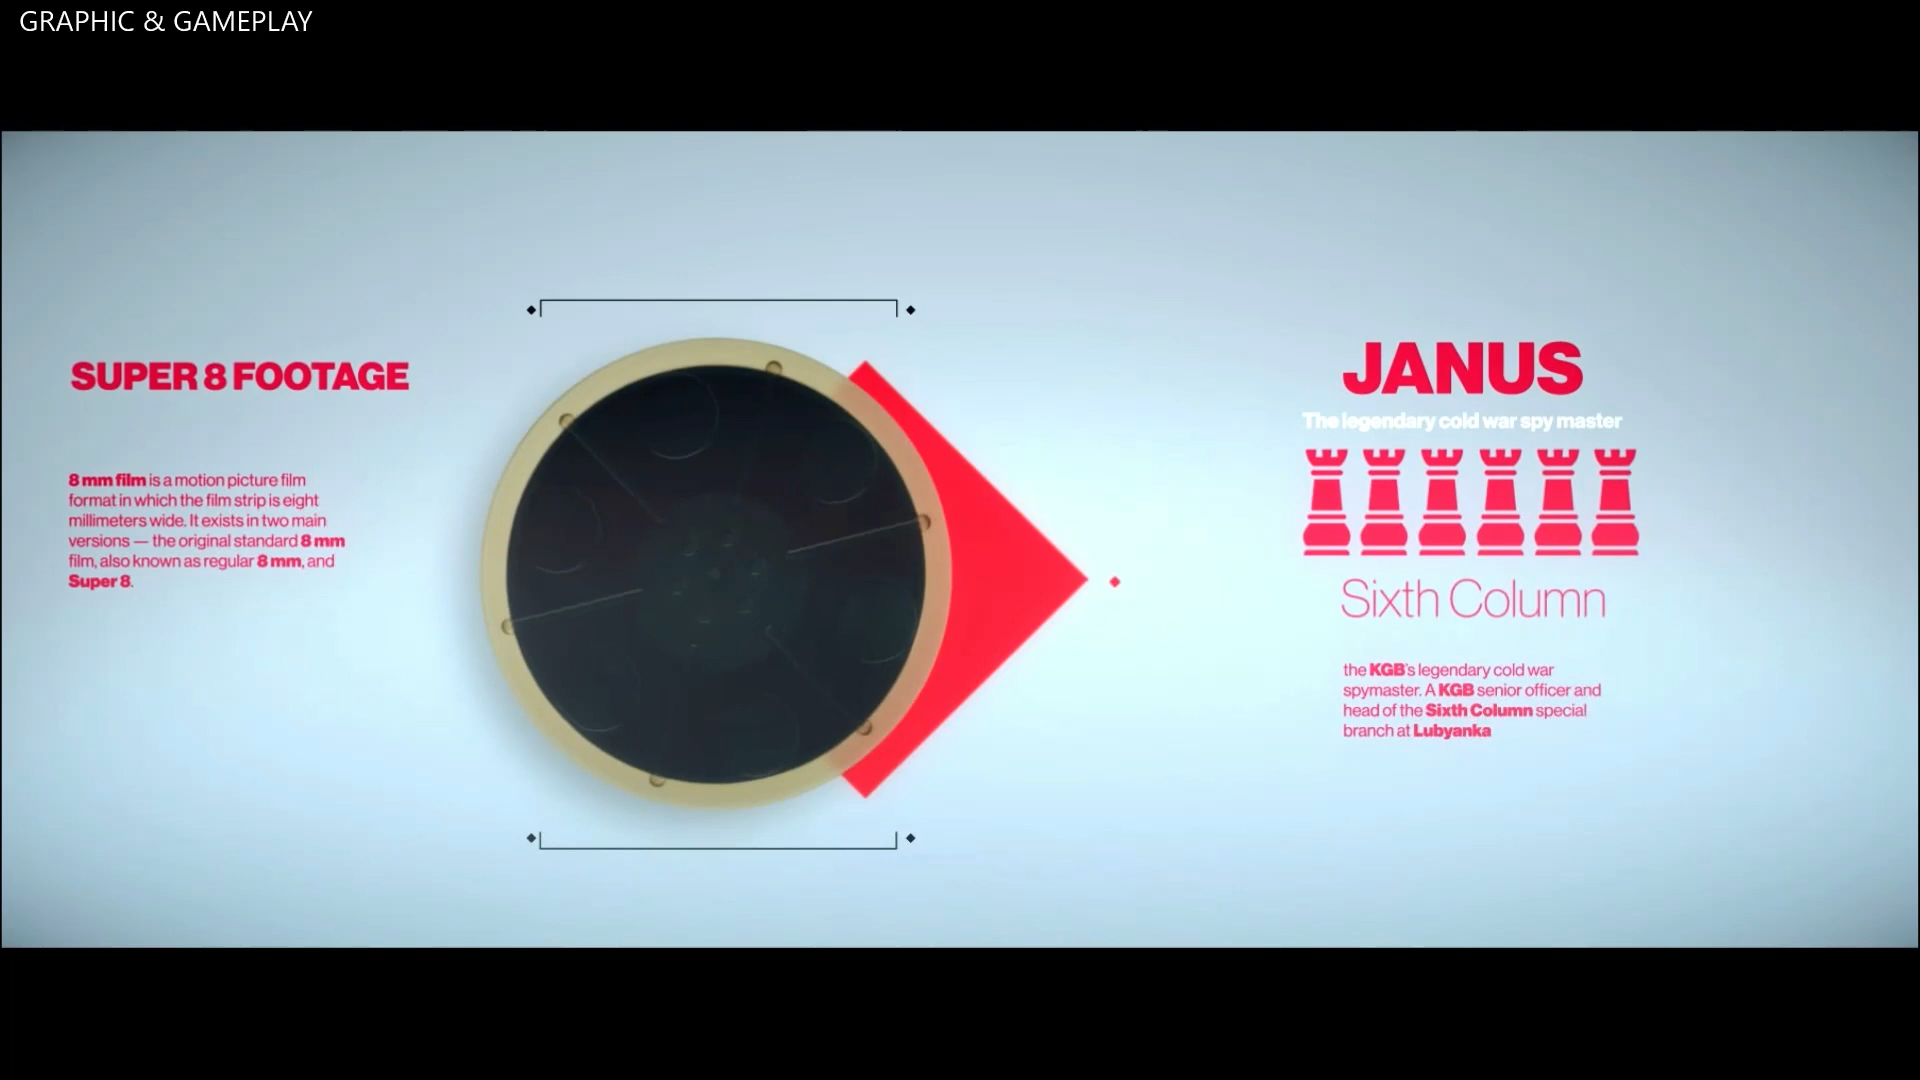 GRAPHIC & GAMEPLAY
SUPER 8 FOOTAGE
8 mm film is a motion picture film
format in which the film strip is eight
millimeters wide. It exists in two main
versions — the original standard 8 mm
film, also known as regular 8 mm, and
Super 8.
JANUS
The legendary cold war spy master
Sixth Column
the KGB's legendary cold war
spymaster. A KGB senior officer and
head of the Sixth Column special
branch at Lubyanka